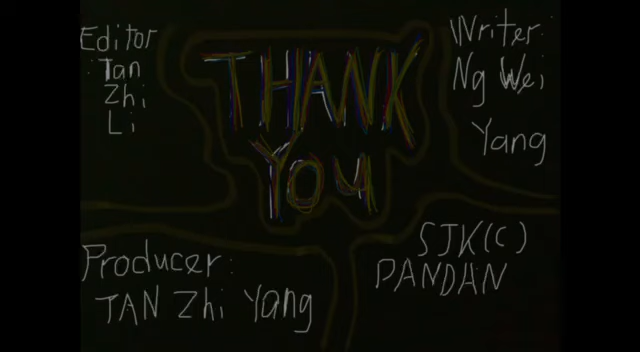 Editor
Tan
Zhi
Li
THANK
YOU
Writer:
Ng Wei
Yang
Producer:
TAN Zhi Yang
SJK(C)
PANDAN